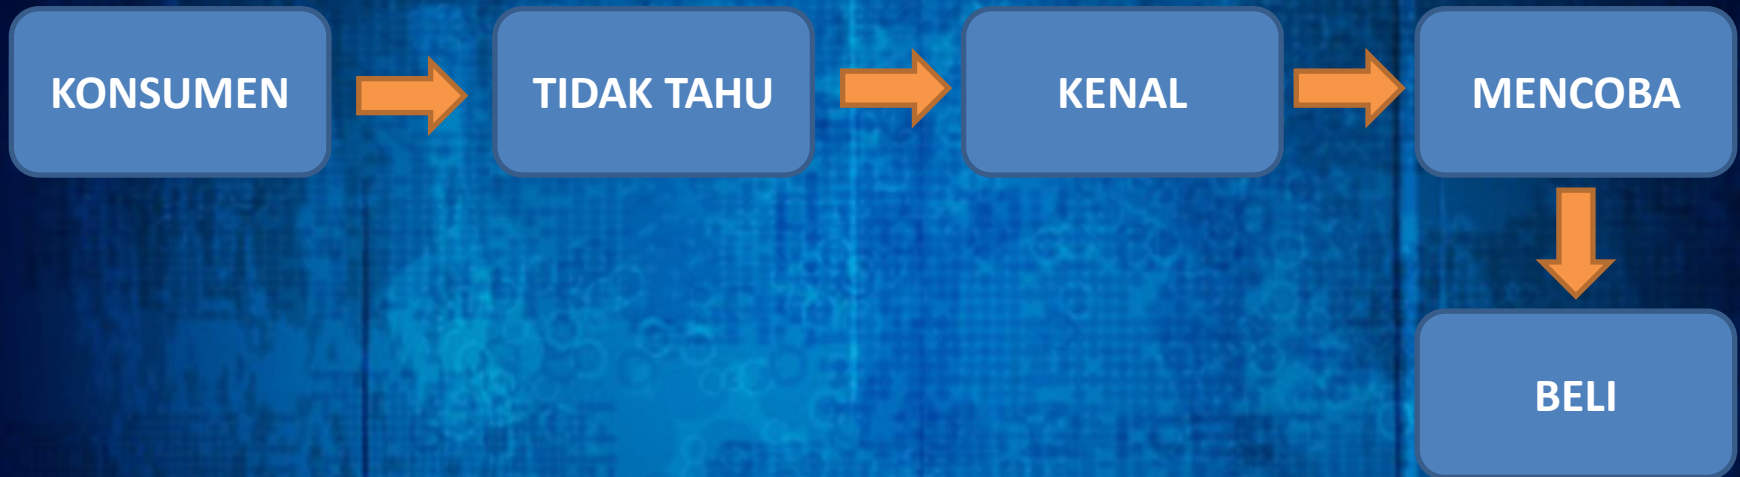 KONSUMEN
TIDAK TAHU
KENAL
MENCOBA
BELI